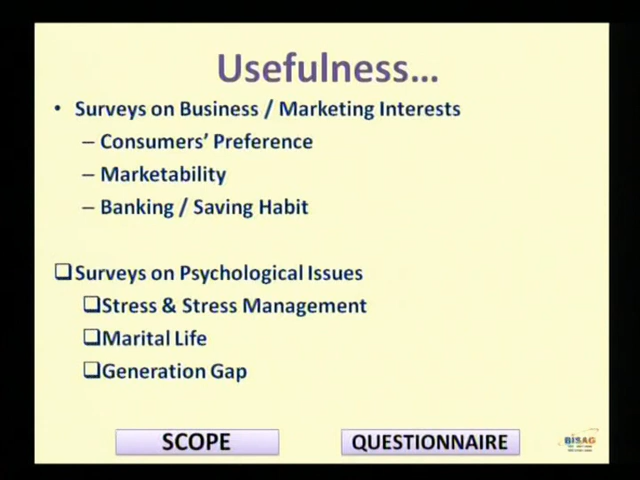 Usefulness...
• Surveys on Business / Marketing Interests
– Consumers' Preference
– Marketability
– Banking / Saving Habit
❑Surveys on Psychological Issues
❑Stress & Stress Management
❑Marital Life
❑Generation Gap
SCOPE
QUESTIONNAIRE
BISAG